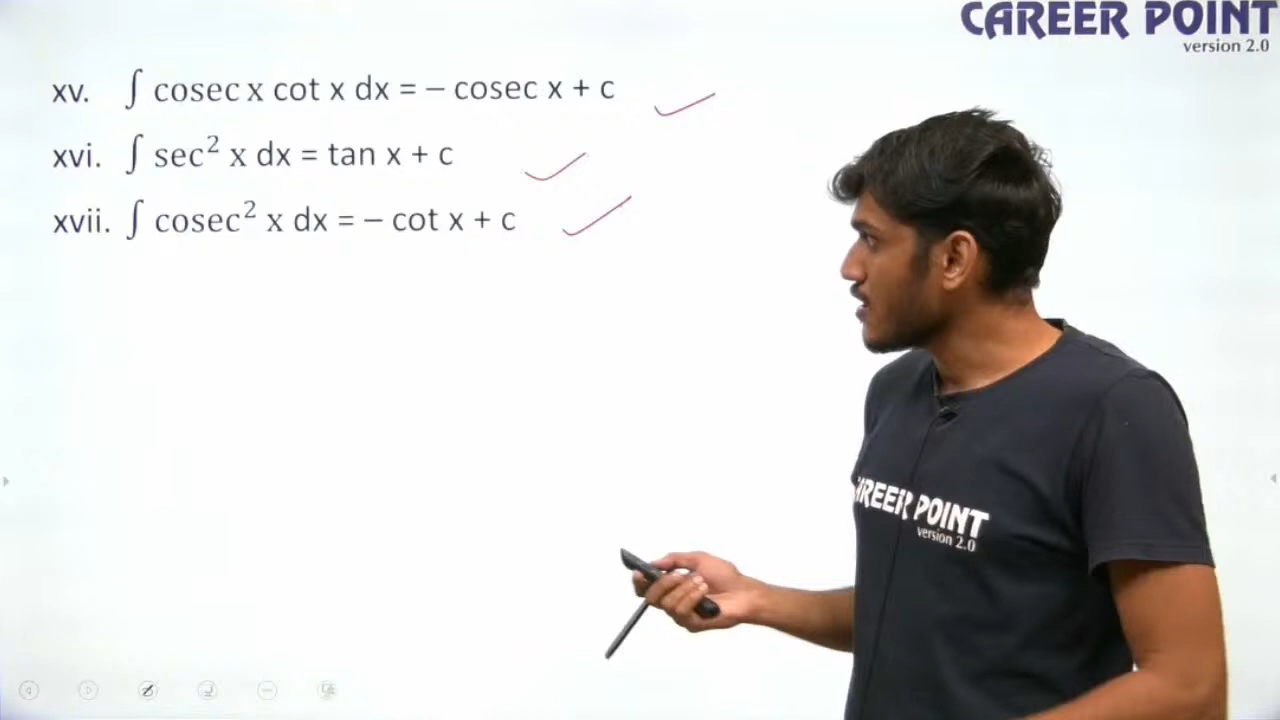 CAREER POINT
version 2.0
xv. ∫ cosec x cot x dx = – cosec x + c
xvi. ∫ sec² x dx = tan x + c
xvii. ∫ cosec² x dx = – cot x + c
CAREER POINT
version 2.0